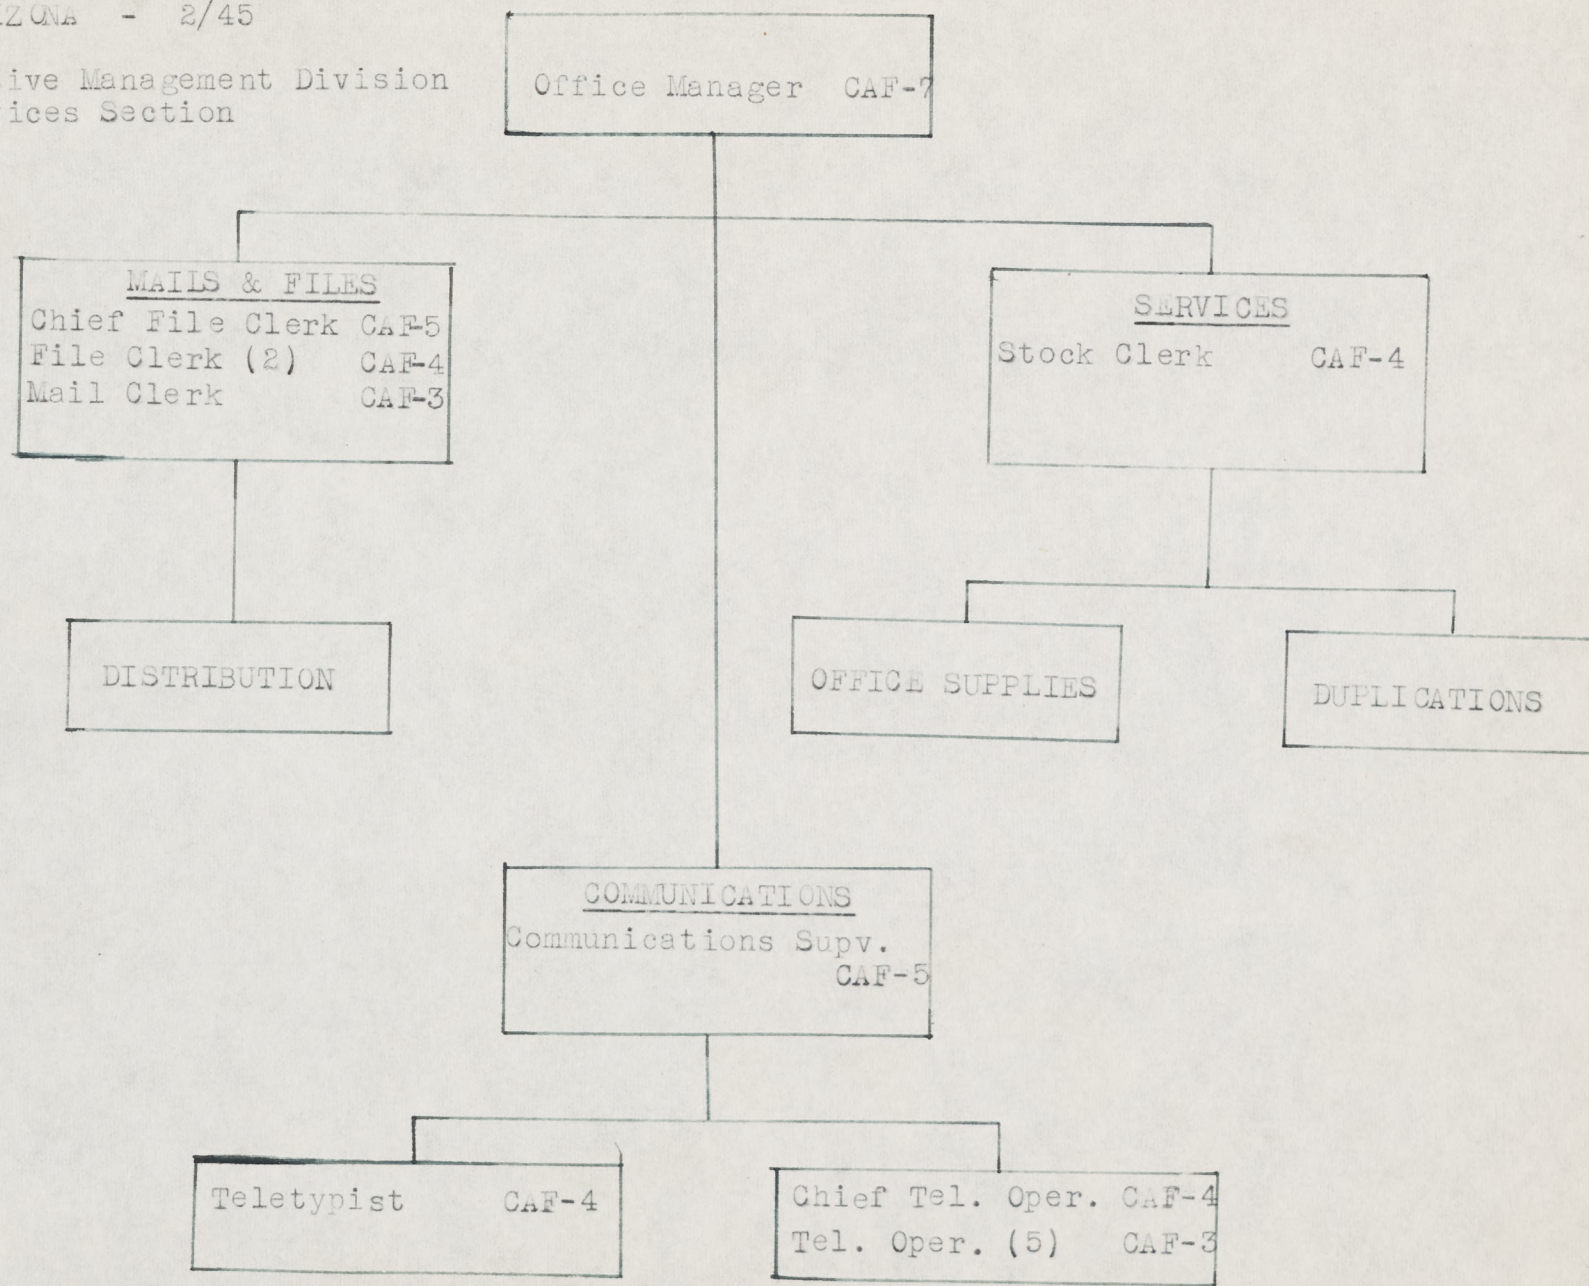 ZONA - 2/45
ive Management Division
ices Section
Office Manager CAF-7
MAILS & FILES
Chief File Clerk CAF-5
File Clerk (2) CAF-4
Mail Clerk CAF-3
SERVICES
Stock Clerk CAF-4
DISTRIBUTION
OFFICE SUPPLIES
DUPLICATIONS
COMMUNICATIONS
Communications Supv.
CAF-5
Teletypist CAF-4
Chief Tel. Oper. CAF-4
Tel. Oper. (5) CAF-3